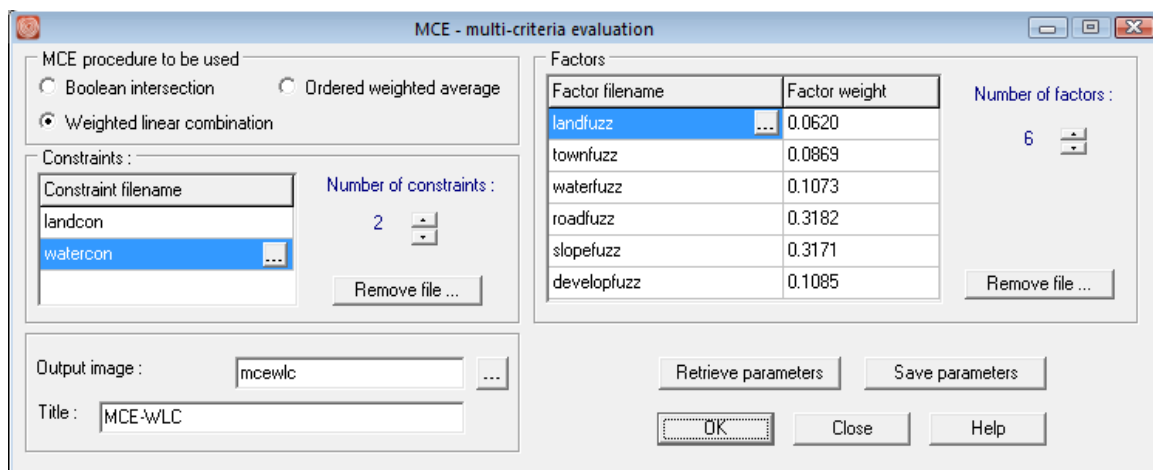 MCE - multi-criteria evaluation
MCE procedure to be used
Boolean intersection
Ordered weighted average
Weighted linear combination
Constraints :
Constraint filename
landcon
watercon ...
Number of constraints :
2
Remove file ...
Factors
Factor filename Factor weight
landfuzz ... 0.0620
townfuzz 0.0869
waterfuzz 0.1073
roadfuzz 0.3182
slopefuzz 0.3171
developfuzz 0.1085
Number of factors :
6
Remove file ...
Output image : mcewlc ...
Title : MCE-WLC
Retrieve parameters Save parameters
OK Close Help